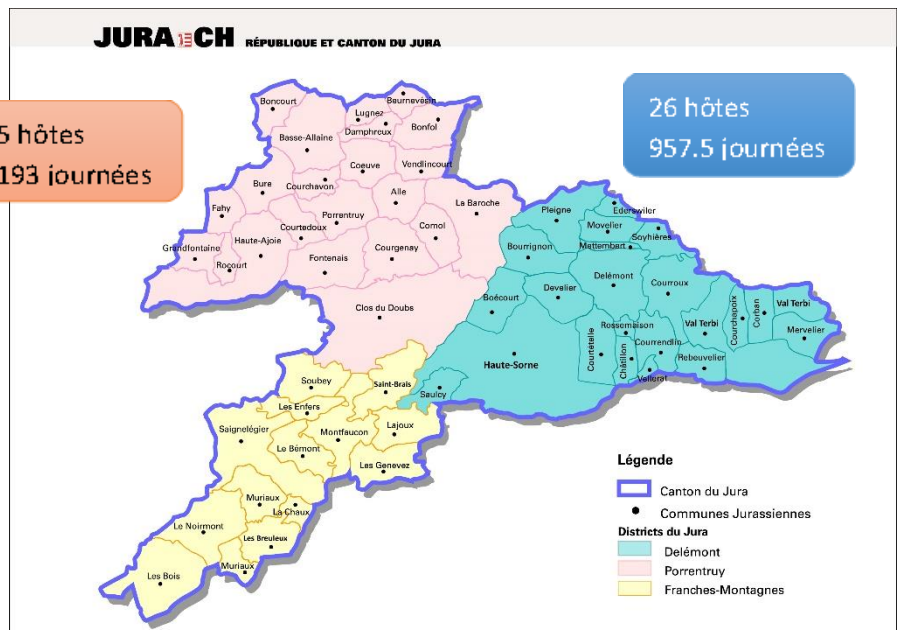 JURA CH RÉPUBLIQUE ET CANTON DU JURA
5 hôtes
193 journées
26 hôtes
957.5 journées
Boncourt
Beurnevésin
Lugnez
Damphreux
Bonfol
Basse-Allaine
Coeuve
Vendlincourt
Bure
Courchavon
Alle
La Baroche
Fahy
Porrentruy
Cornol
Grandfontaine
Haute-Ajoie
Courtedoux
Courgenay
Rocourt
Fontenais
Clos du Doubs
Ederswiler
Pleigne
Movelier
Soyhières
Bourrignon
Mettembert
Delémont
Develier
Courroux
Boécourt
Rossemaison
Val Terbi
Courchapoix
Corban
Val Terbi
Mervelier
Courtételle
Châtillon
Courrendlin
Haute-Sorne
Rebeuvelier
Vellerat
Saulcy
Soubey
Saint-Brais
Les Enfers
Saignelégier
Montfaucon
Lajoux
Le Bémont
Les Genevez
Muriaux
La Chaux
Le Noirmont
Les Breuleux
Muriaux
Les Bois
Légende
Canton du Jura
Communes Jurassiennes
Districts du Jura
Delémont
Porrentruy
Franches-Montagnes